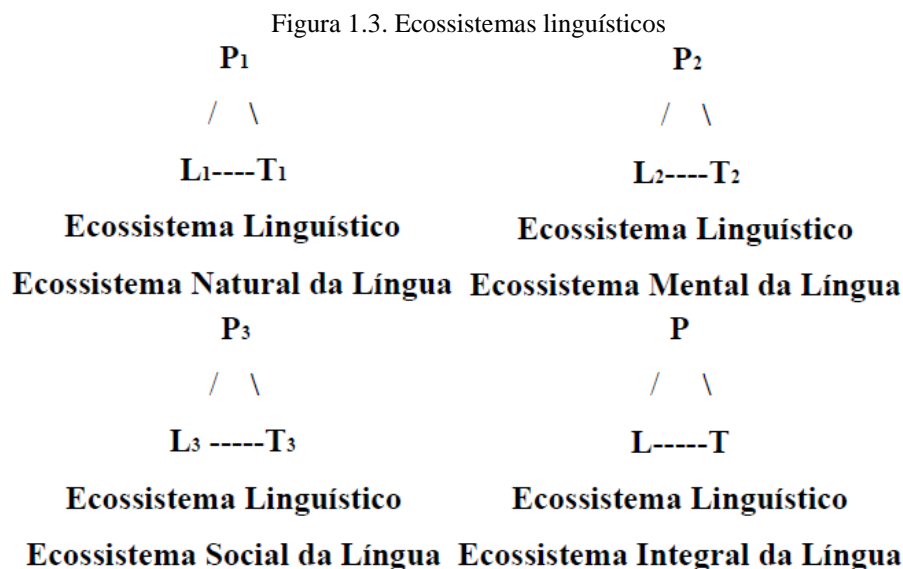 Figura 1.3. Ecossistemas linguísticos
P1 P2
/ \ / \
L1----T1 L2----T2
Ecossistema Linguístico Ecossistema Linguístico
Ecossistema Natural da Língua Ecossistema Mental da Língua
P3 P
/ \ / \
L3 -----T3 L-----T
Ecossistema Linguístico Ecossistema Linguístico
Ecossistema Social da Língua Ecossistema Integral da Língua